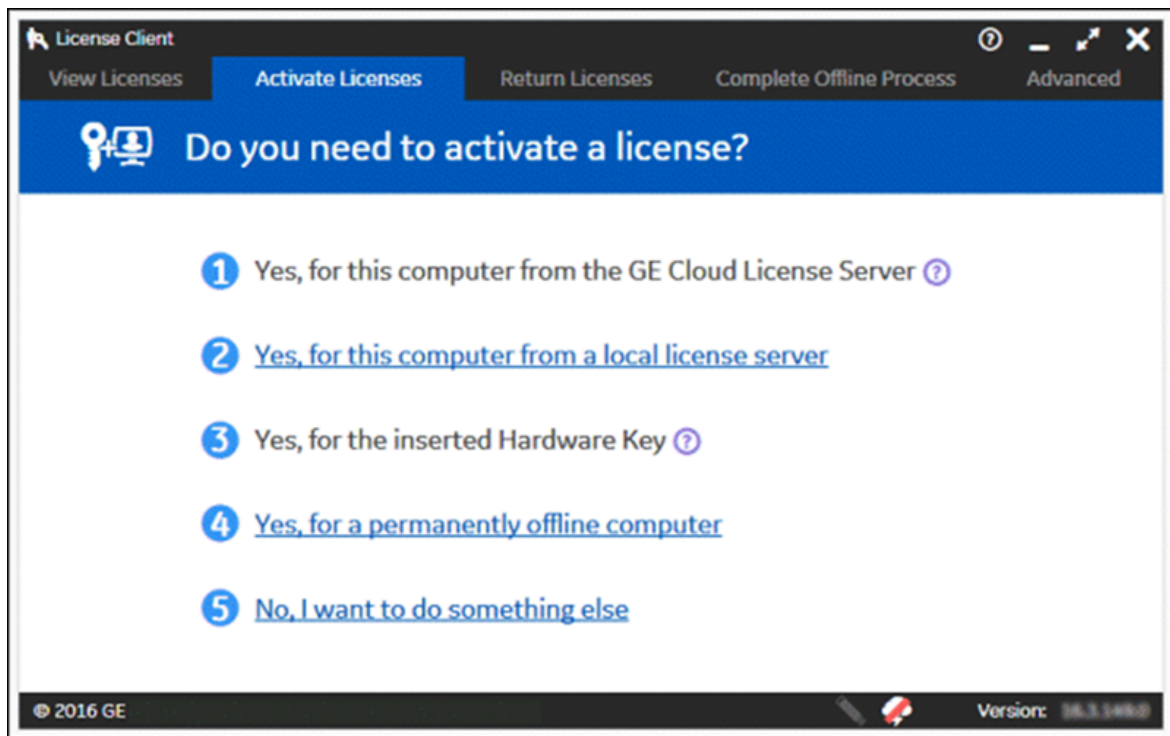 License Client
View Licenses Activate Licenses Return Licenses Complete Offline Process Advanced
Do you need to activate a license?
1 Yes, for this computer from the GE Cloud License Server ?
2 Yes, for this computer from a local license server
3 Yes, for the inserted Hardware Key ?
4 Yes, for a permanently offline computer
5 No, I want to do something else
© 2016 GE Version: